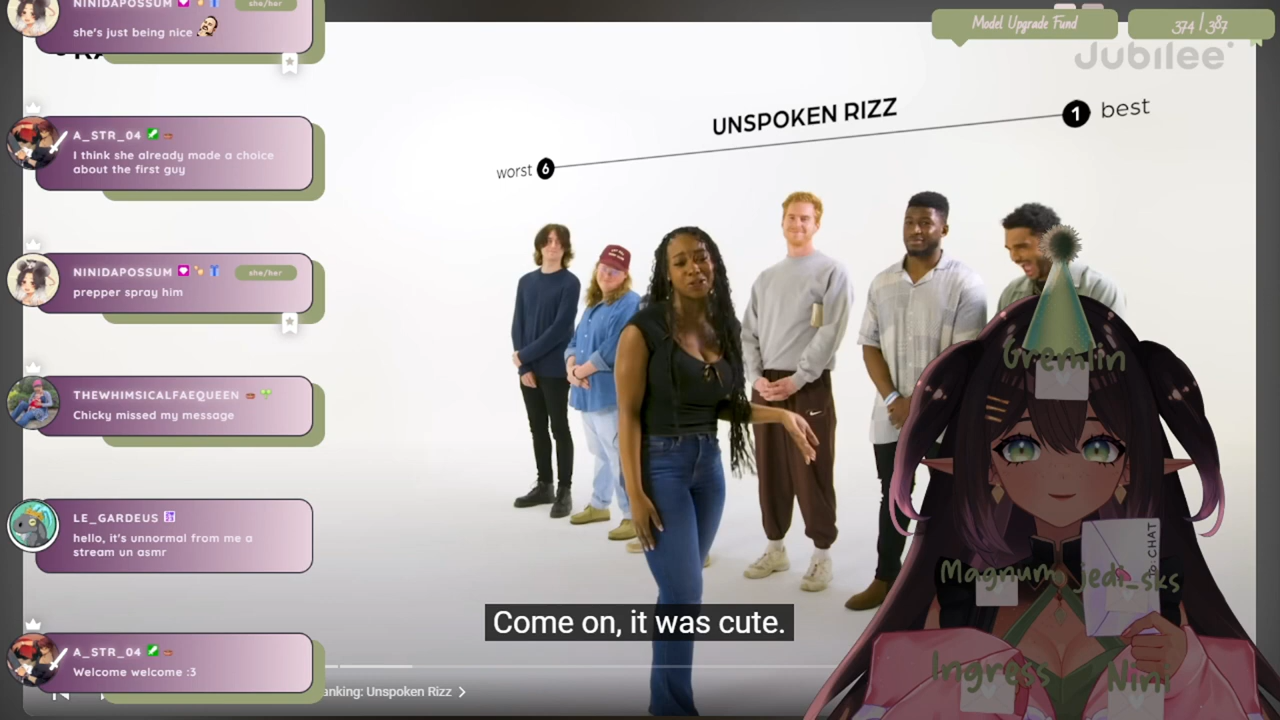 NINIDAPOSSUM
she/her
she's just being nice
A_STR_04
I think she already made a choice
about the first guy
NINIDAPOSSUM
she/her
prepper spray him
THEWHIMSICALFAEQUEEN
Chicky missed my message
LE_GARDEUS
hello, it's unnormal from me a
stream un asmr
A_STR_04
Welcome welcome :3
Model Upgrade Fund
374 | 387
Jubilee
UNSPOKEN RIZZ
worst 6
1 best
Gremlin
TO: CHAT
Magnum
jedi_sks
Ingress
Nini
Come on, it was cute.
anking: Unspoken Rizz